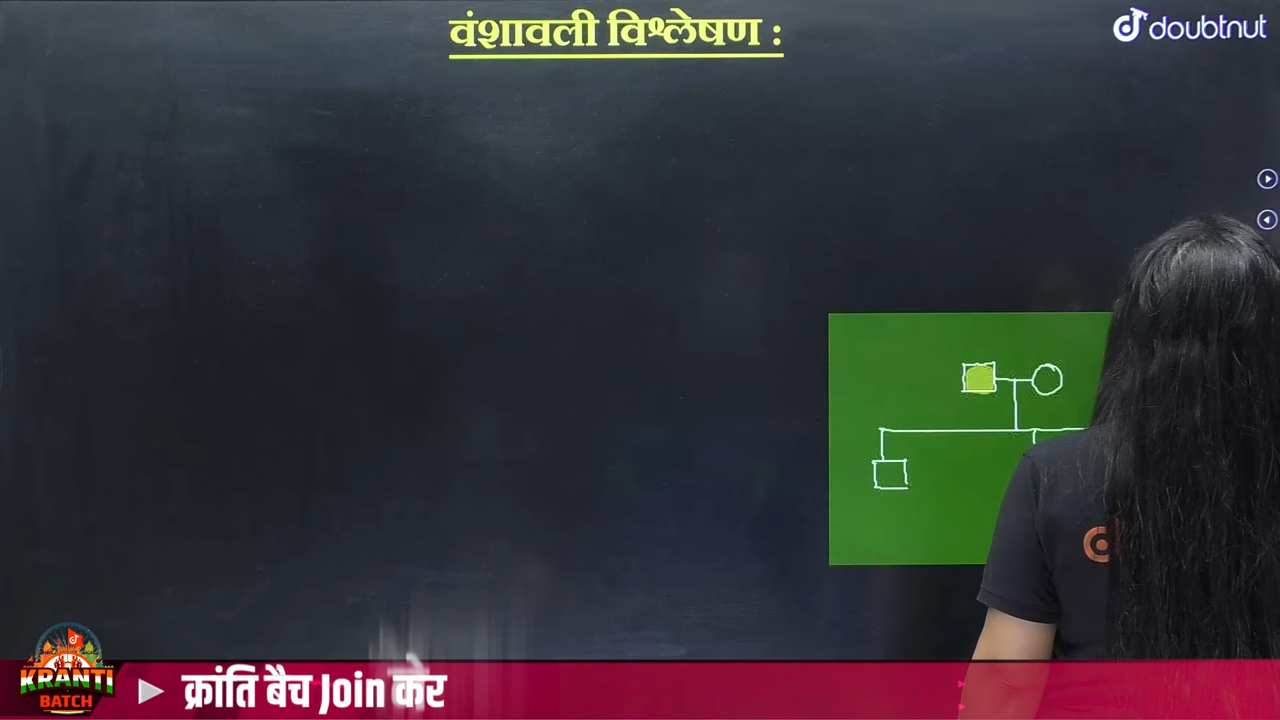 वंशावली विश्लेषण :
doubtnut
KRANTI
BATCH
क्रांति बैच Join कर